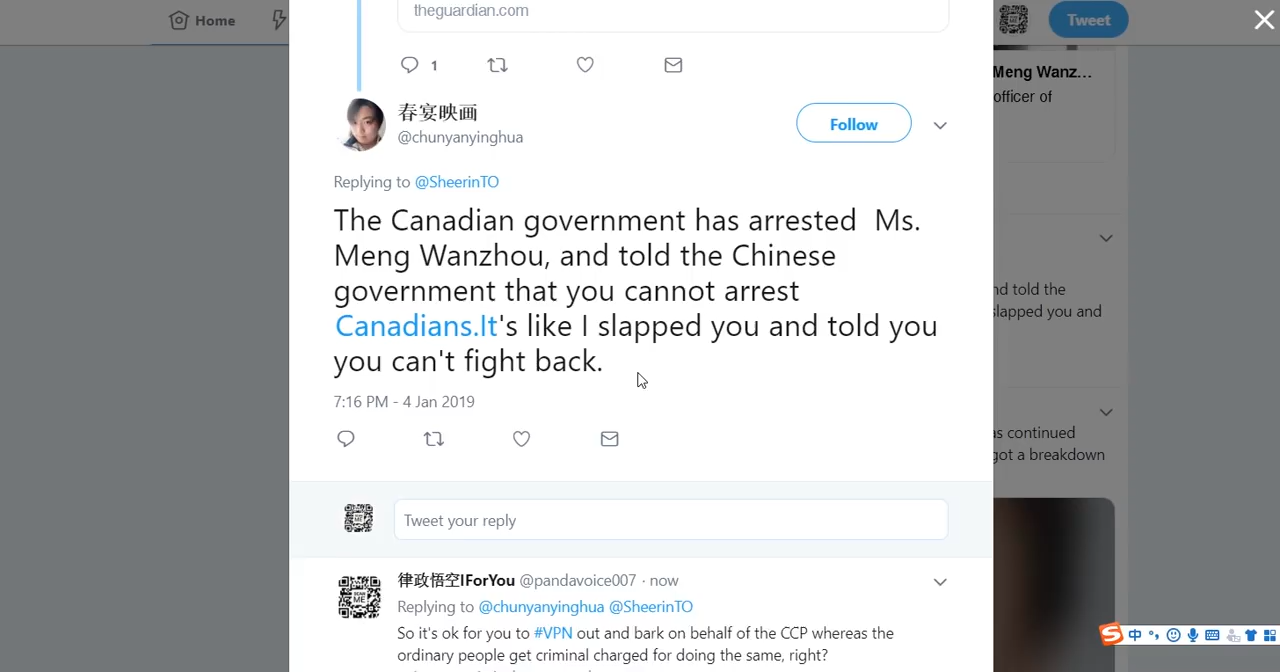 theguardian.com
Home
Tweet
1
Meng Wanz...
officer of
春宴映画
@chunyanyinghua
Follow
Replying to @SheerinTO
The Canadian government has arrested  Ms.
Meng Wanzhou, and told the Chinese
government that you cannot arrest
Canadians.It's like I slapped you and told you
you can't fight back.
7:16 PM - 4 Jan 2019
nd told the
slapped you and
as continued
got a breakdown
Tweet your reply
律政悟空IForYou @pandavoice007 · now
Replying to @chunyanyinghua @SheerinTO
So it's ok for you to #VPN out and bark on behalf of the CCP whereas the
ordinary people get criminal charged for doing the same, right?
中